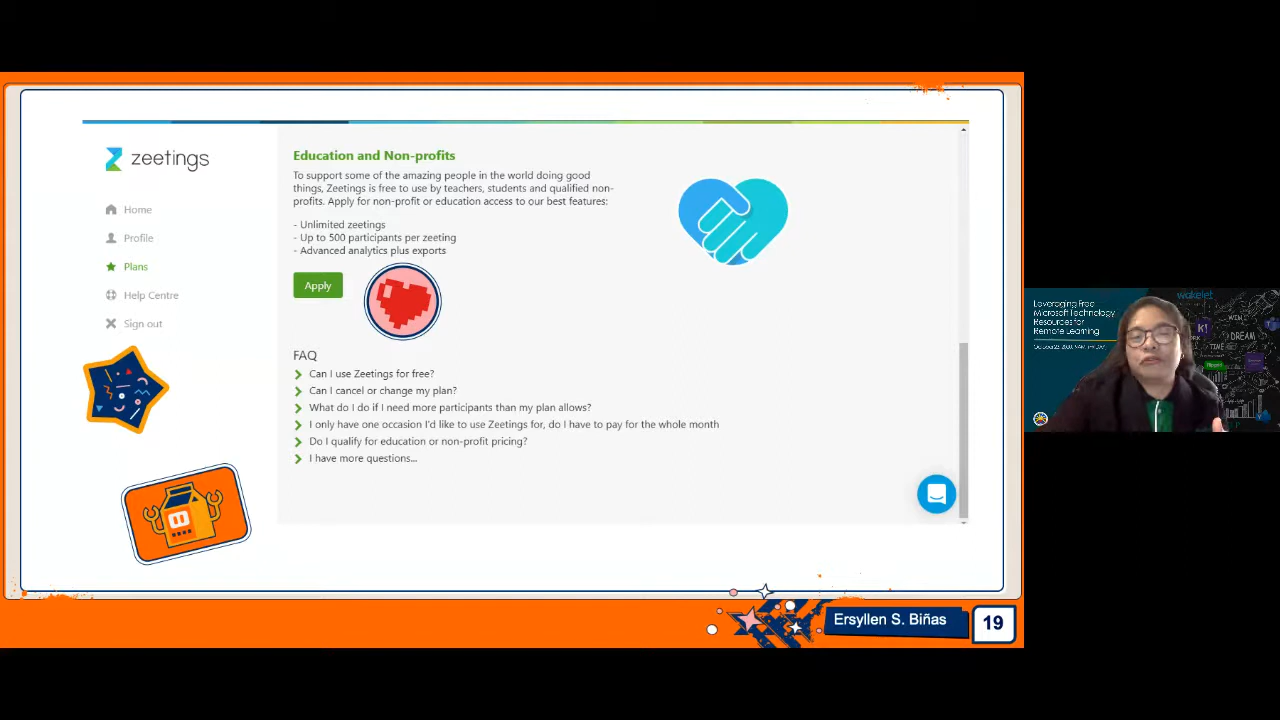 zeetings
Home
Profile
Plans
Help Centre
Sign out
Education and Non-profits
To support some of the amazing people in the world doing good
things, Zeetings is free to use by teachers, students and qualified non-
profits. Apply for non-profit or education access to our best features:
- Unlimited zeetings
- Up to 500 participants per zeeting
- Advanced analytics plus exports
Apply
FAQ
Can I use Zeetings for free?
Can I cancel or change my plan?
What do I do if I need more participants than my plan allows?
I only have one occasion I'd like to use Zeetings for, do I have to pay for the whole month
Do I qualify for education or non-profit pricing?
I have more questions...
Ersyllen S. Biñas
19
Leveraging Free
Microsoft Technology
Resources for
Remote Learning
wakelet
DREAM
TIME